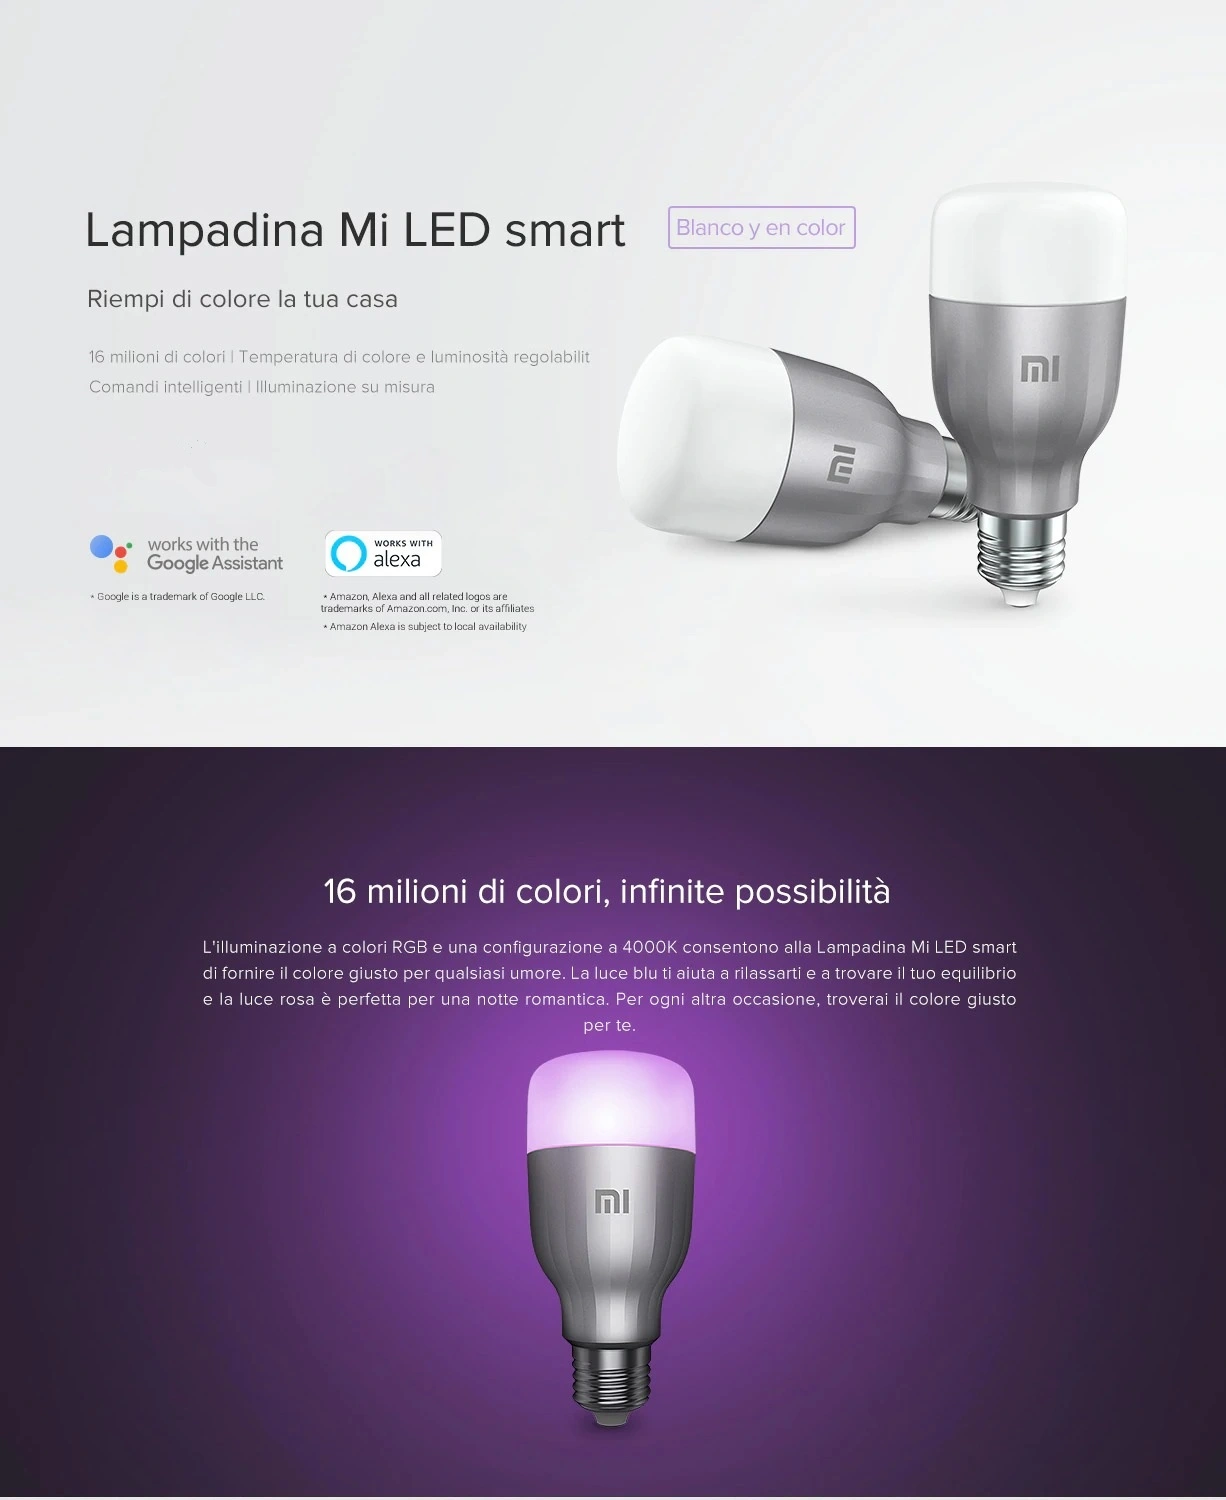 Lampadina Mi LED smart
Blanco y en color
Riempi di colore la tua casa
16 milioni di colori | Temperatura di colore e luminosità regolabilit
Comandi intelligenti | Illuminazione su misura
works with the
Google Assistant
* Google is a trademark of Google LLC.
WORKS WITH
alexa
* Amazon, Alexa and all related logos are
trademarks of Amazon.com, Inc. or its affiliates
* Amazon Alexa is subject to local availability
mi
mi
16 milioni di colori, infinite possibilità
L'illuminazione a colori RGB e una configurazione a 4000K consentono alla Lampadina Mi LED smart
di fornire il colore giusto per qualsiasi umore. La luce blu ti aiuta a rilassarti e a trovare il tuo equilibrio
e la luce rosa è perfetta per una notte romantica. Per ogni altra occasione, troverai il colore giusto
per te.
mi